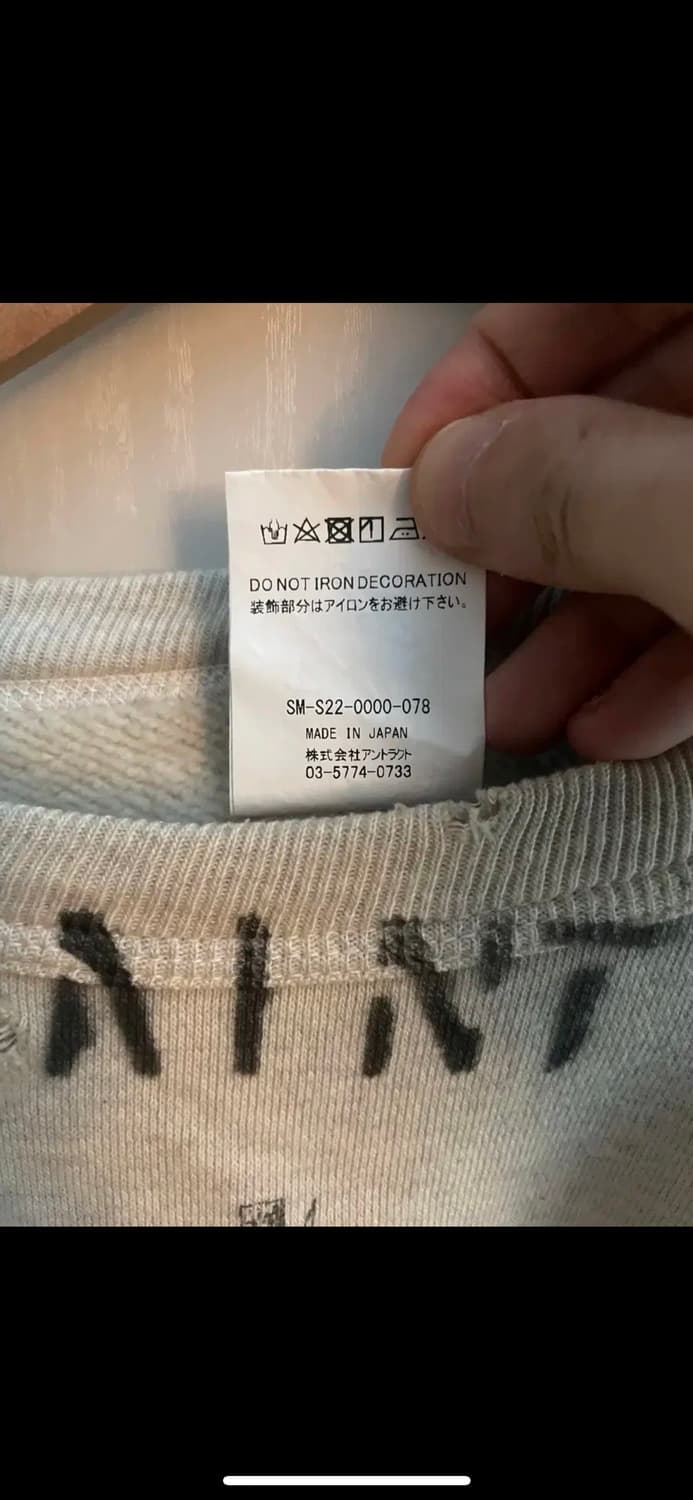 DO NOT IRON DECORATION
装飾部分はアイロンをお避け下さい。
SM-S22-0000-078
MADE IN JAPAN
株式会社アントラクト
03-5774-0733